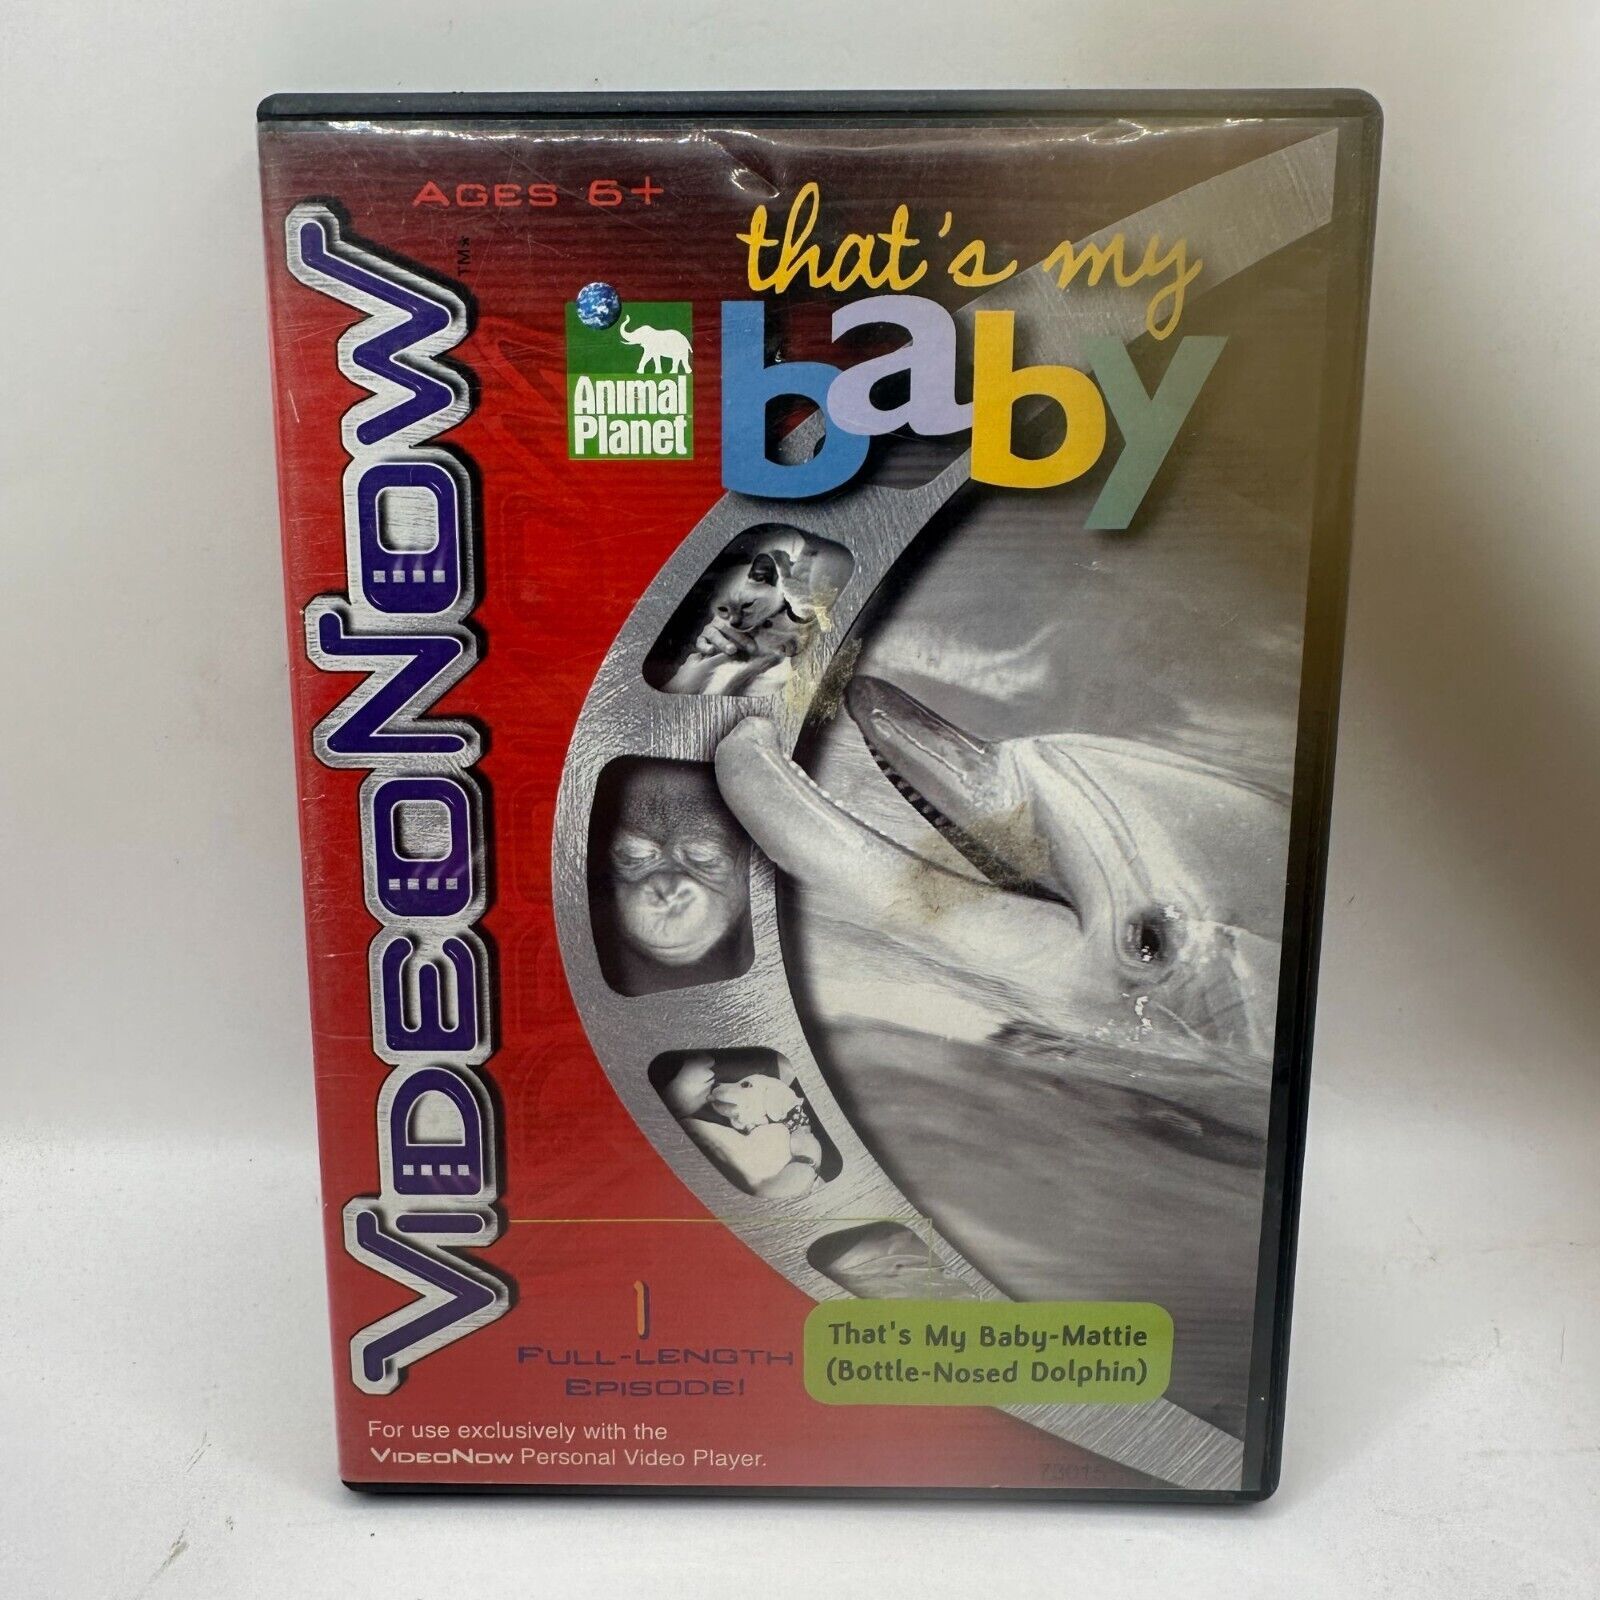 AGES 6+
VIDEONOW
TM*
Animal
Planet
that's my
baby
1
FULL-LENGTH
EPISODE!
That's My Baby-Mattie
(Bottle-Nosed Dolphin)
For use exclusively with the
VIDEONOW Personal Video Player.